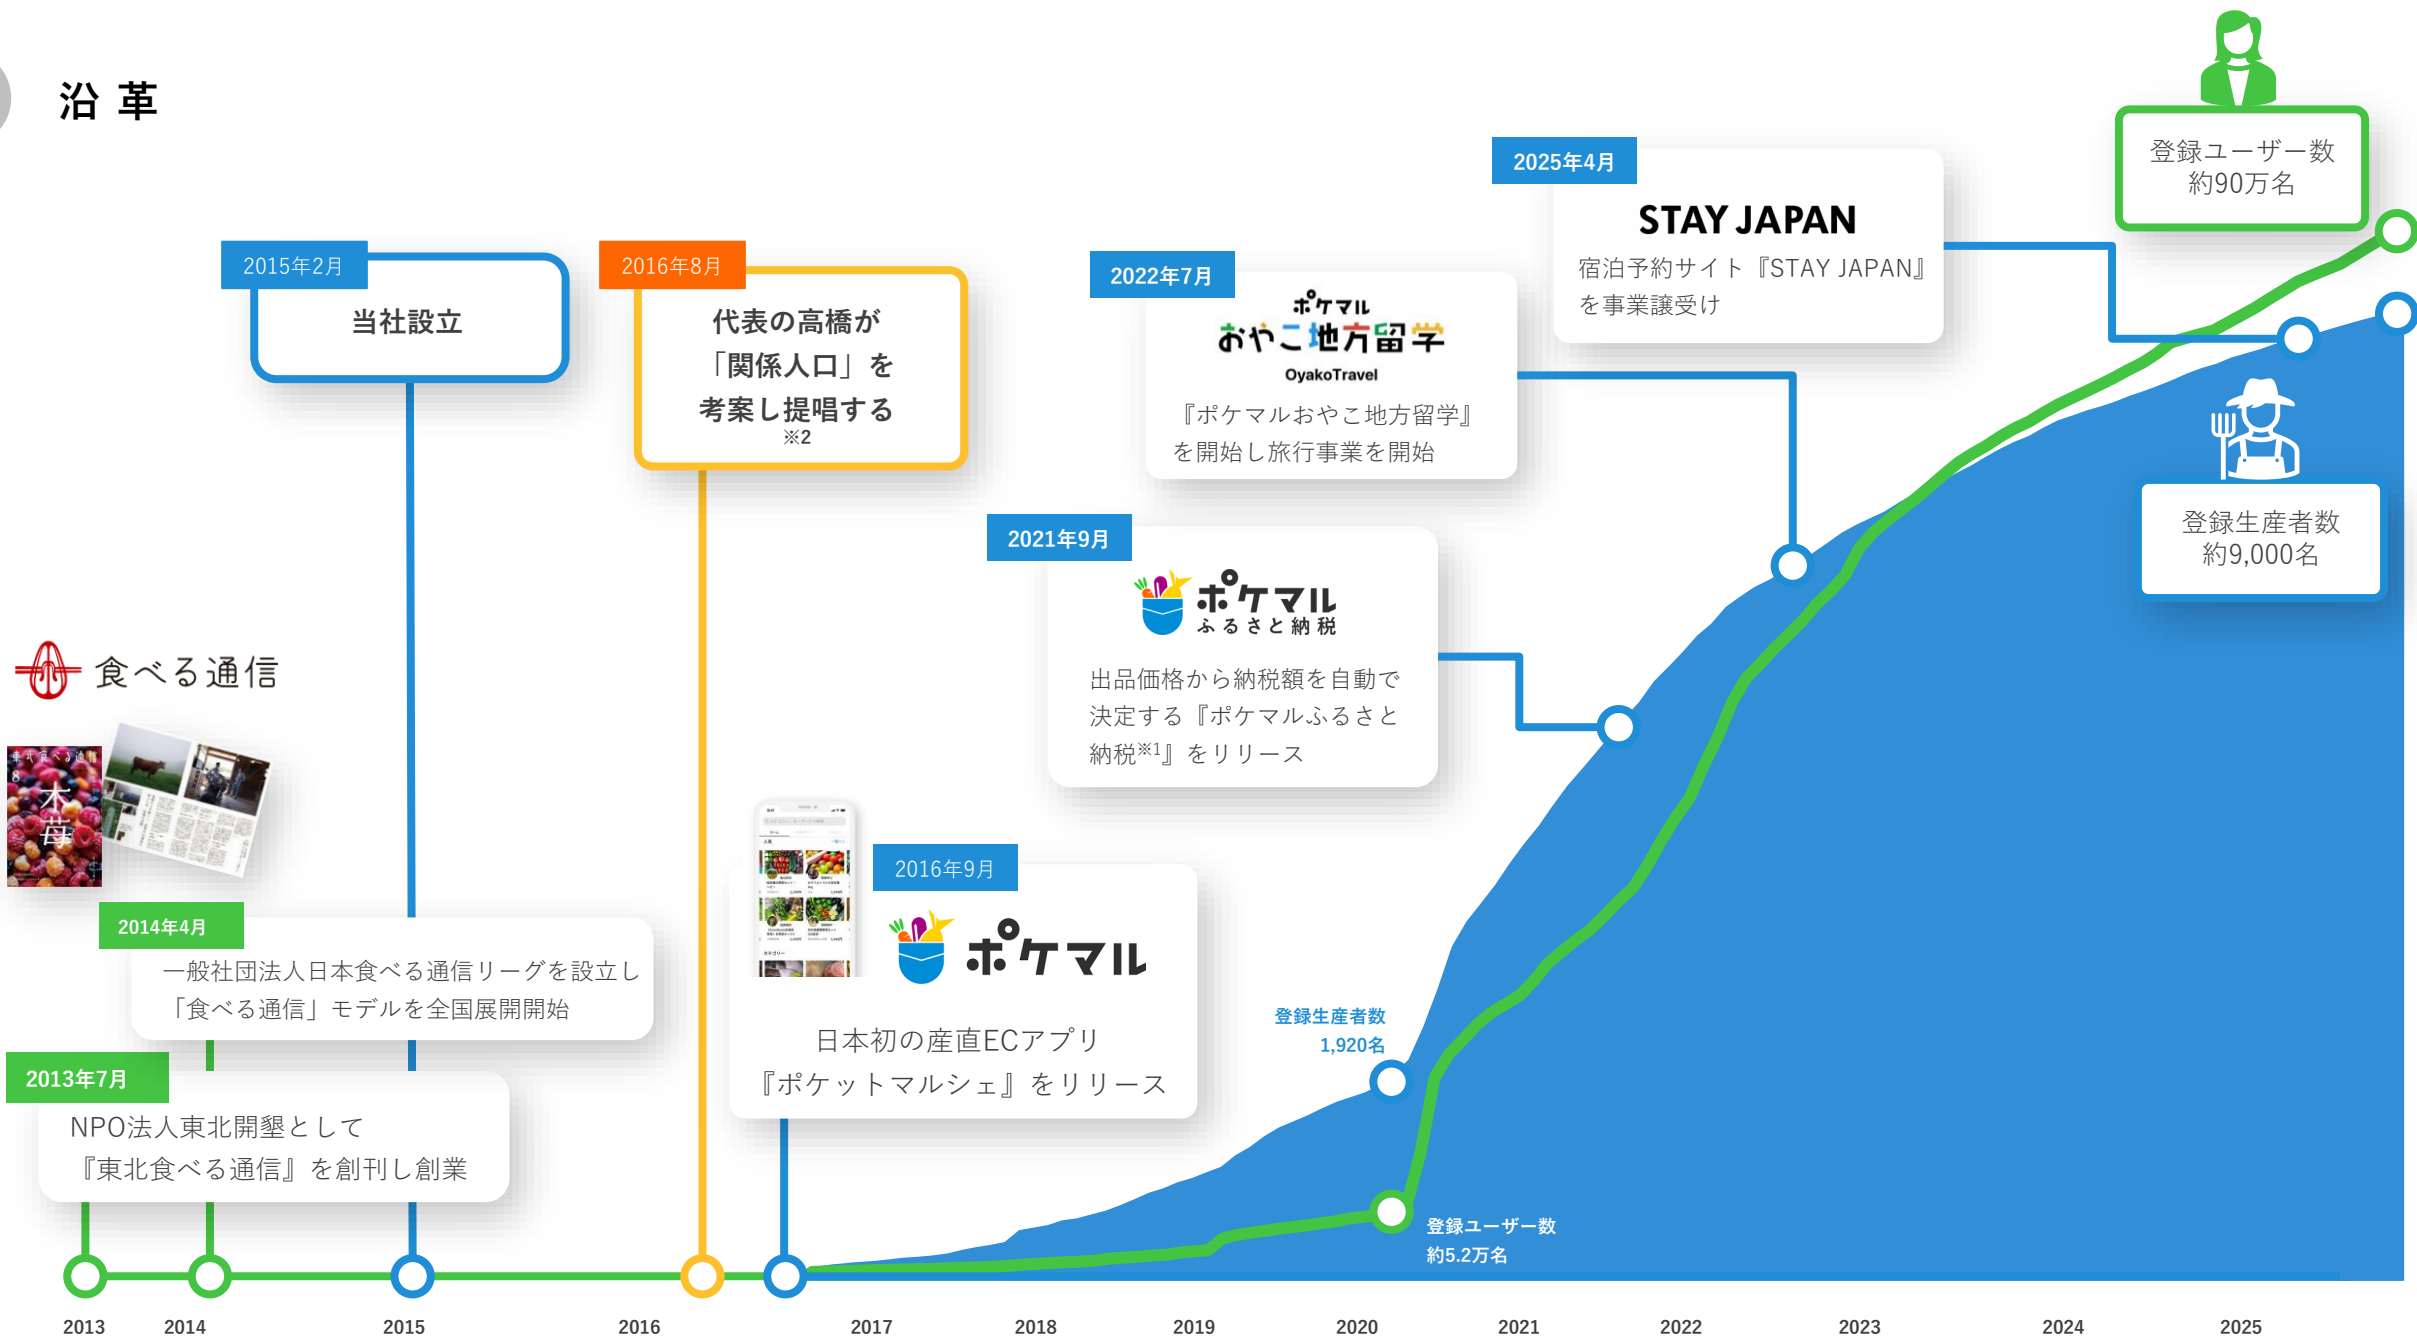 沿革
登録ユーザー数
約90万名
2025年4月
STAY JAPAN
宿泊予約サイト『STAY JAPAN』
を事業譲受け
2015年2月
当社設立
2016年8月
代表の高橋が
「関係人口」を
考案し提唱する
※2
2022年7月
ポケマル
おやこ地方留学
OyakoTravel
『ポケマルおやこ地方留学』
を開始し旅行事業を開始
登録生産者数
約9,000名
2021年9月
ポケマル
ふるさと納税
出品価格から納税額を自動で
決定する『ポケマルふるさと
納税※1』をリリース
食べる通信
東北食べる通信
8
木苺
2014年4月
一般社団法人日本食べる通信リーグを設立し
「食べる通信」モデルを全国展開開始
2013年7月
NPO法人東北開墾として
『東北食べる通信』を創刊し創業
2016年9月
ポケマル
日本初の産直ECアプリ
『ポケットマルシェ』をリリース
登録生産者数
1,920名
登録ユーザー数
約5.2万名
2013 2014 2015 2016 2017 2018 2019 2020 2021 2022 2023 2024 2025